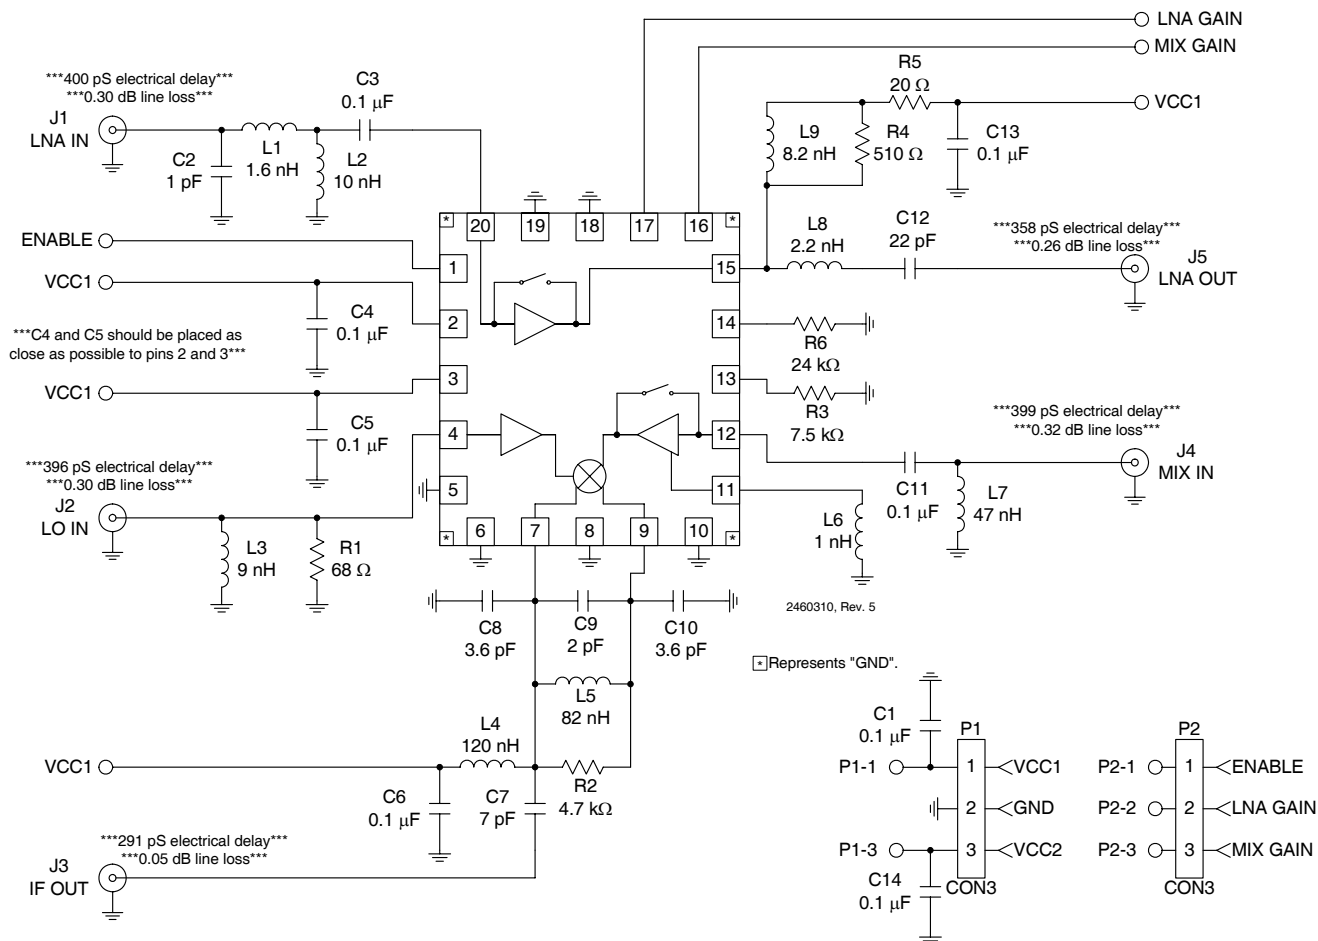 LNA GAIN
MIX GAIN
***400 pS electrical delay***
***0.30 dB line loss***
J1
LNA IN
C3
0.1 µF
C2
1 pF
L1
1.6 nH
L2
10 nH
R5
20 Ω
VCC1
L9
8.2 nH
R4
510 Ω
C13
0.1 µF
* 20 19 18 17 16 *
ENABLE
1
VCC1
2
C4
0.1 µF
***C4 and C5 should be placed as
close as possible to pins 2 and 3***
VCC1
3
C5
0.1 µF
4
***396 pS electrical delay***
***0.30 dB line loss***
J2
LO IN
5
L3
9 nH
R1
68 Ω
* 6 7 8 9 10 *
15
L8
2.2 nH
C12
22 pF
***358 pS electrical delay***
***0.26 dB line loss***
J5
LNA OUT
14
R6
24 kΩ
13
R3
7.5 kΩ
12
***399 pS electrical delay***
***0.32 dB line loss***
J4
MIX IN
C11
0.1 µF
L7
47 nH
11
L6
1 nH
2460310, Rev. 5
C8
3.6 pF
C9
2 pF
C10
3.6 pF
* Represents "GND".
L5
82 nH
L4
120 nH
VCC1
R2
4.7 kΩ
C6
0.1 µF
C7
7 pF
***291 pS electrical delay***
***0.05 dB line loss***
J3
IF OUT
C1
0.1 µF
P1
P1-1 1 VCC1
2 GND
P1-3 3 VCC2
CON3
C14
0.1 µF
P2
P2-1 1 ENABLE
P2-2 2 LNA GAIN
P2-3 3 MIX GAIN
CON3